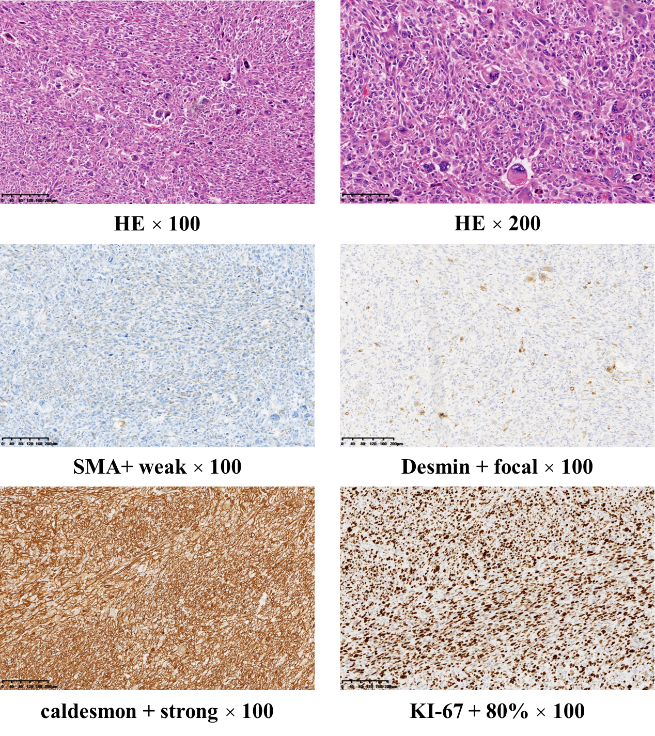 HE × 100
HE × 200
SMA+ weak × 100
Desmin + focal × 100
caldesmon + strong × 100
KI-67 + 80% × 100